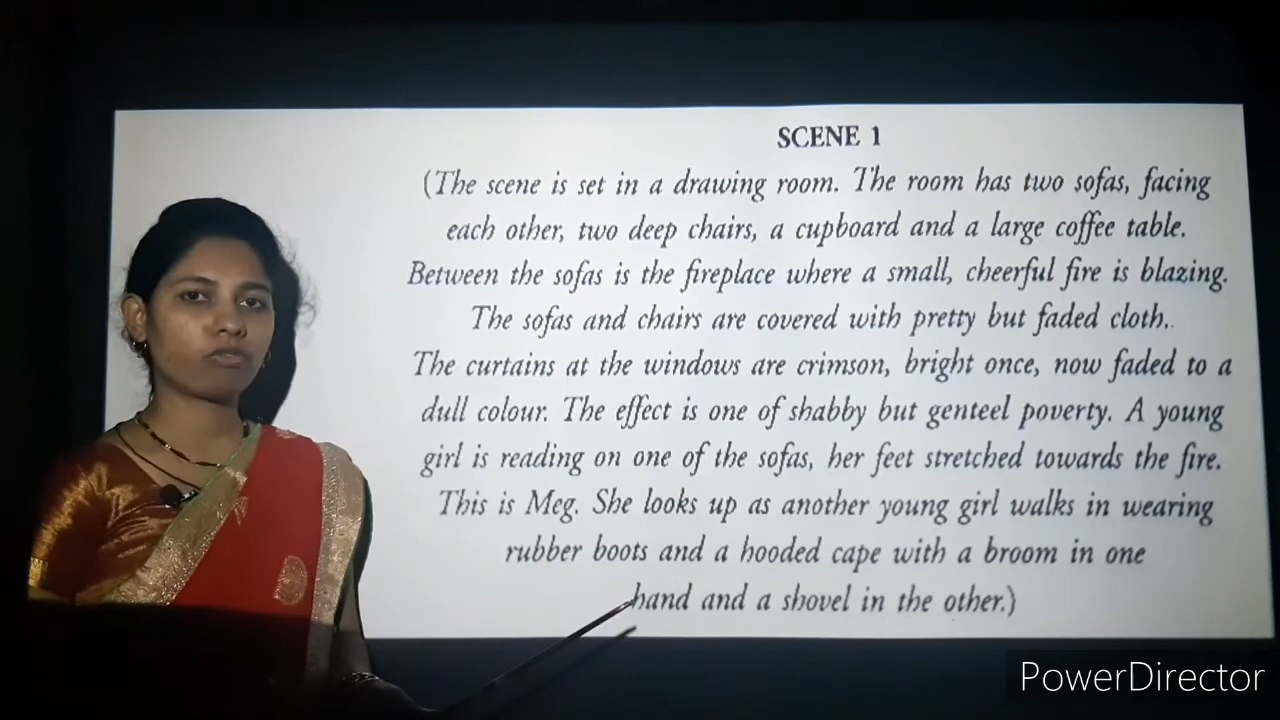 SCENE 1
(The scene is set in a drawing room. The room has two sofas, facing
each other, two deep chairs, a cupboard and a large coffee table.
Between the sofas is the fireplace where a small, cheerful fire is blazing.
The sofas and chairs are covered with pretty but faded cloth.
The curtains at the windows are crimson, bright once, now faded to a
dull colour. The effect is one of shabby but genteel poverty. A young
girl is reading on one of the sofas, her feet stretched towards the fire.
This is Meg. She looks up as another young girl walks in wearing
rubber boots and a hooded cape with a broom in one
hand and a shovel in the other.)
PowerDirector